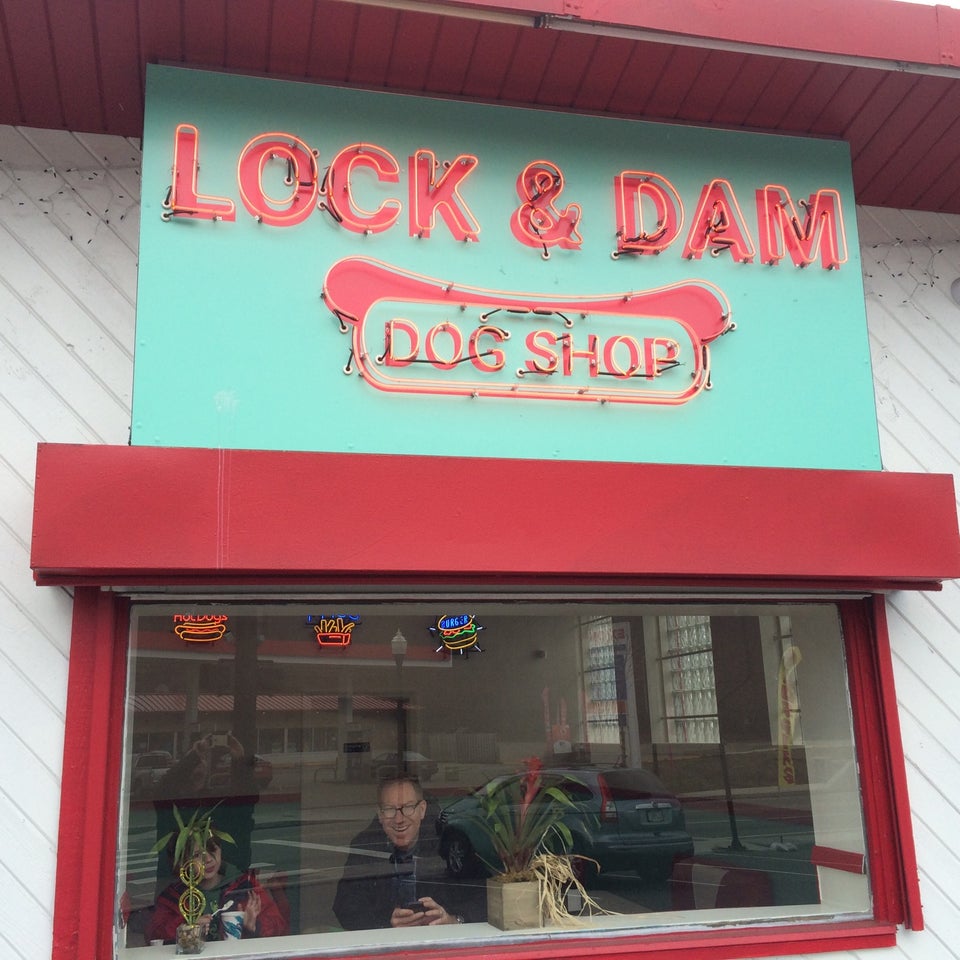 LOCK & DAM
DOG SHOP
HOT DOGS
BURGER